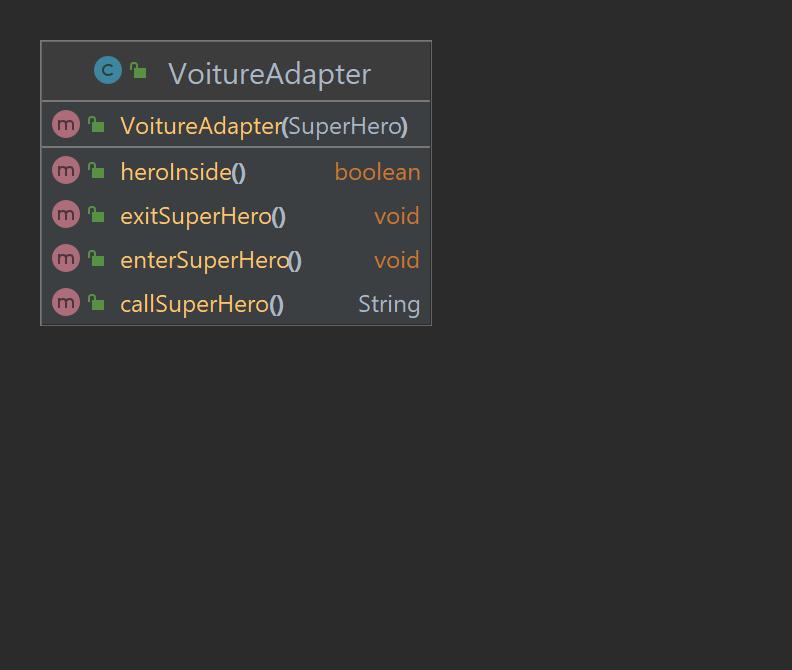 C VoitureAdapter
m VoitureAdapter(SuperHero)
m heroInside() boolean
m exitSuperHero() void
m enterSuperHero() void
m callSuperHero() String